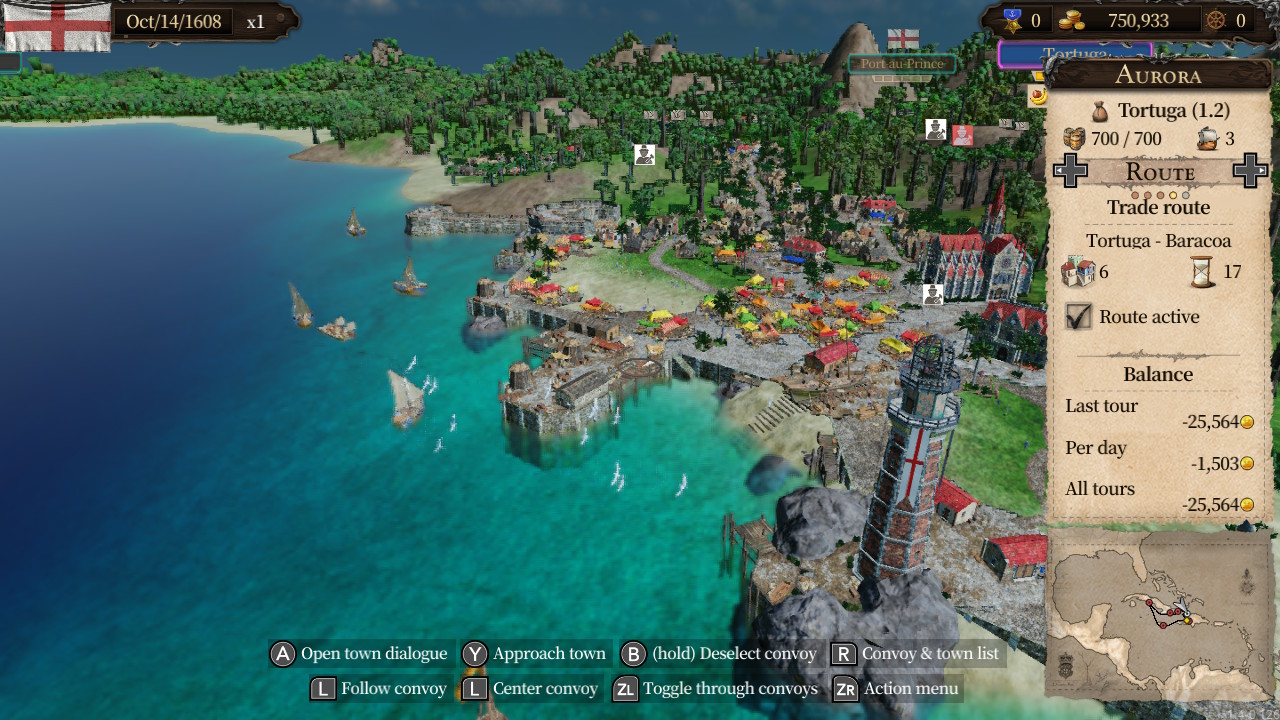 Oct/14/1608 x1
0 750,933 0
Tortuga
Port-au-Prince
AURORA
Tortuga (1.2)
700 / 700 3
ROUTE
Trade route
Tortuga - Baracoa
6 17
Route active
Balance
Last tour
-25,564
Per day
-1,503
All tours
-25,564
A Open town dialogue Y Approach town B (hold) Deselect convoy R Convoy & town list
L Follow convoy L Center convoy ZL Toggle through convoys ZR Action menu